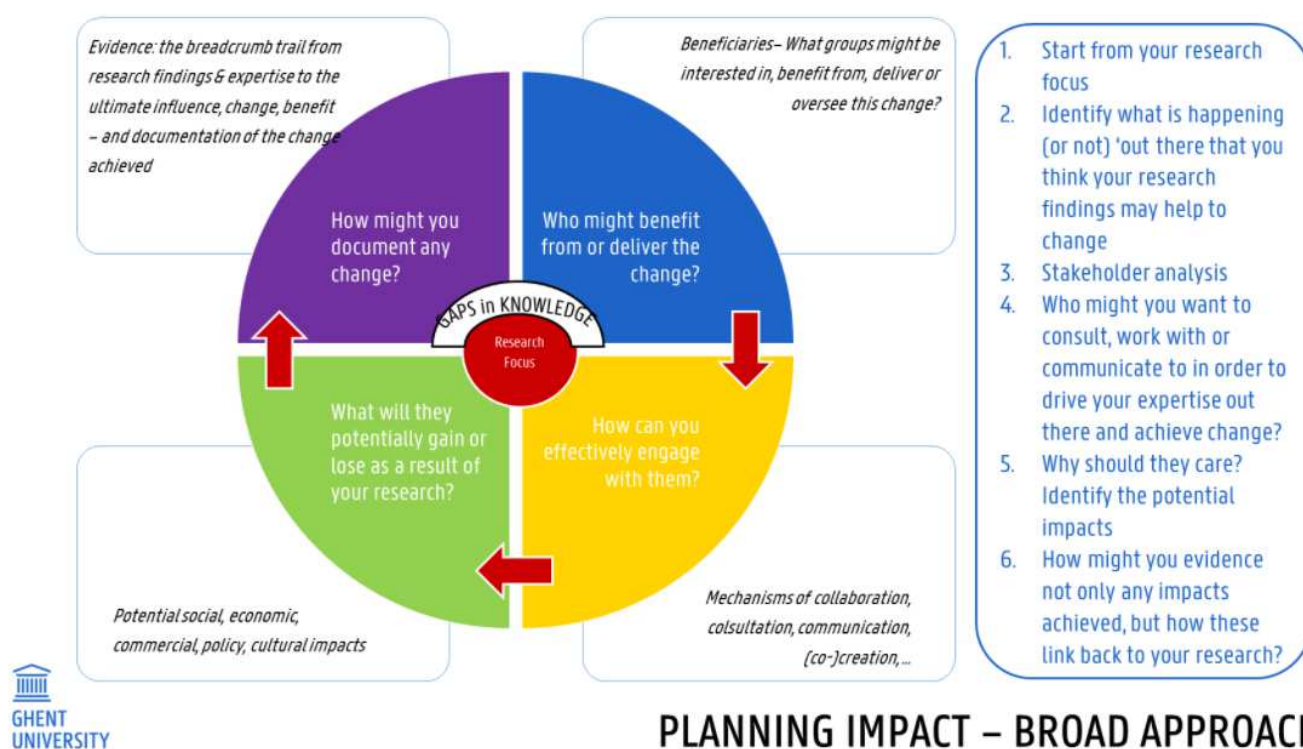 Evidence: the breadcrumb trail from
research findings & expertise to the
ultimate influence, change, benefit
– and documentation of the change
achieved
Beneficiaries– What groups might be
interested in, benefit from, deliver or
oversee this change?
How might you
document any
change?
Who might benefit
from or deliver the
change?
GAPS in KNOWLEDGE
Research
Focus
What will they
potentially gain or
lose as a result of
your research?
How can you
effectively engage
with them?
Potential social, economic,
commercial, policy, cultural impacts
Mechanisms of collaboration,
colsultation, communication,
(co-)creation, ...
1. Start from your research
focus
2. Identify what is happening
(or not) ‘out there that you
think your research
findings may help to
change
3. Stakeholder analysis
4. Who might you want to
consult, work with or
communicate to in order to
drive your expertise out
there and achieve change?
5. Why should they care?
Identify the potential
impacts
6. How might you evidence
not only any impacts
achieved, but how these
link back to your research?
GHENT
UNIVERSITY
PLANNING IMPACT – BROAD APPROAC